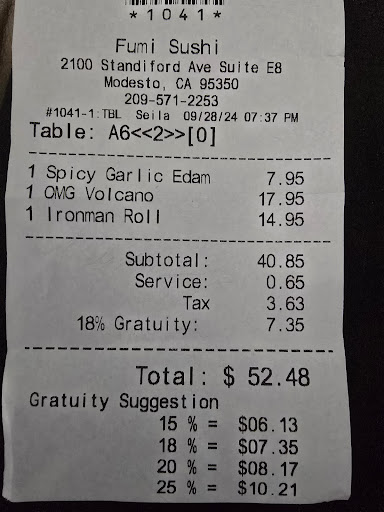 *1041*
Fumi Sushi
2100 Standiford Ave Suite E8
Modesto, CA 95350
209-571-2253
#1041-1:TBL Seila 09/28/24 07:37 PM
Table: A6<<2>>[0]
1 Spicy Garlic Edam 7.95
1 OMG Volcano 17.95
1 Ironman Roll 14.95
Subtotal: 40.85
Service: 0.65
Tax 3.63
18% Gratuity: 7.35
Total: $ 52.48
Gratuity Suggestion
15 % = $06.13
18 % = $07.35
20 % = $08.17
25 % = $10.21